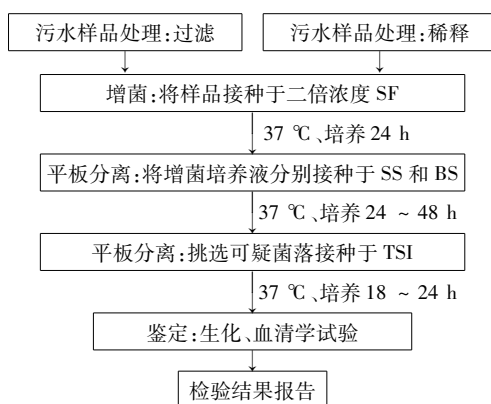 污水样品处理:过滤
污水样品处理:稀释
增菌:将样品接种于二倍浓度 SF
37 ℃、培养 24 h
平板分离:将增菌培养液分别接种于 SS 和 BS
37 ℃、培养 24 ~ 48 h
平板分离:挑选可疑菌落接种于 TSI
37 ℃、培养 18 ~ 24 h
鉴定:生化、血清学试验
检验结果报告